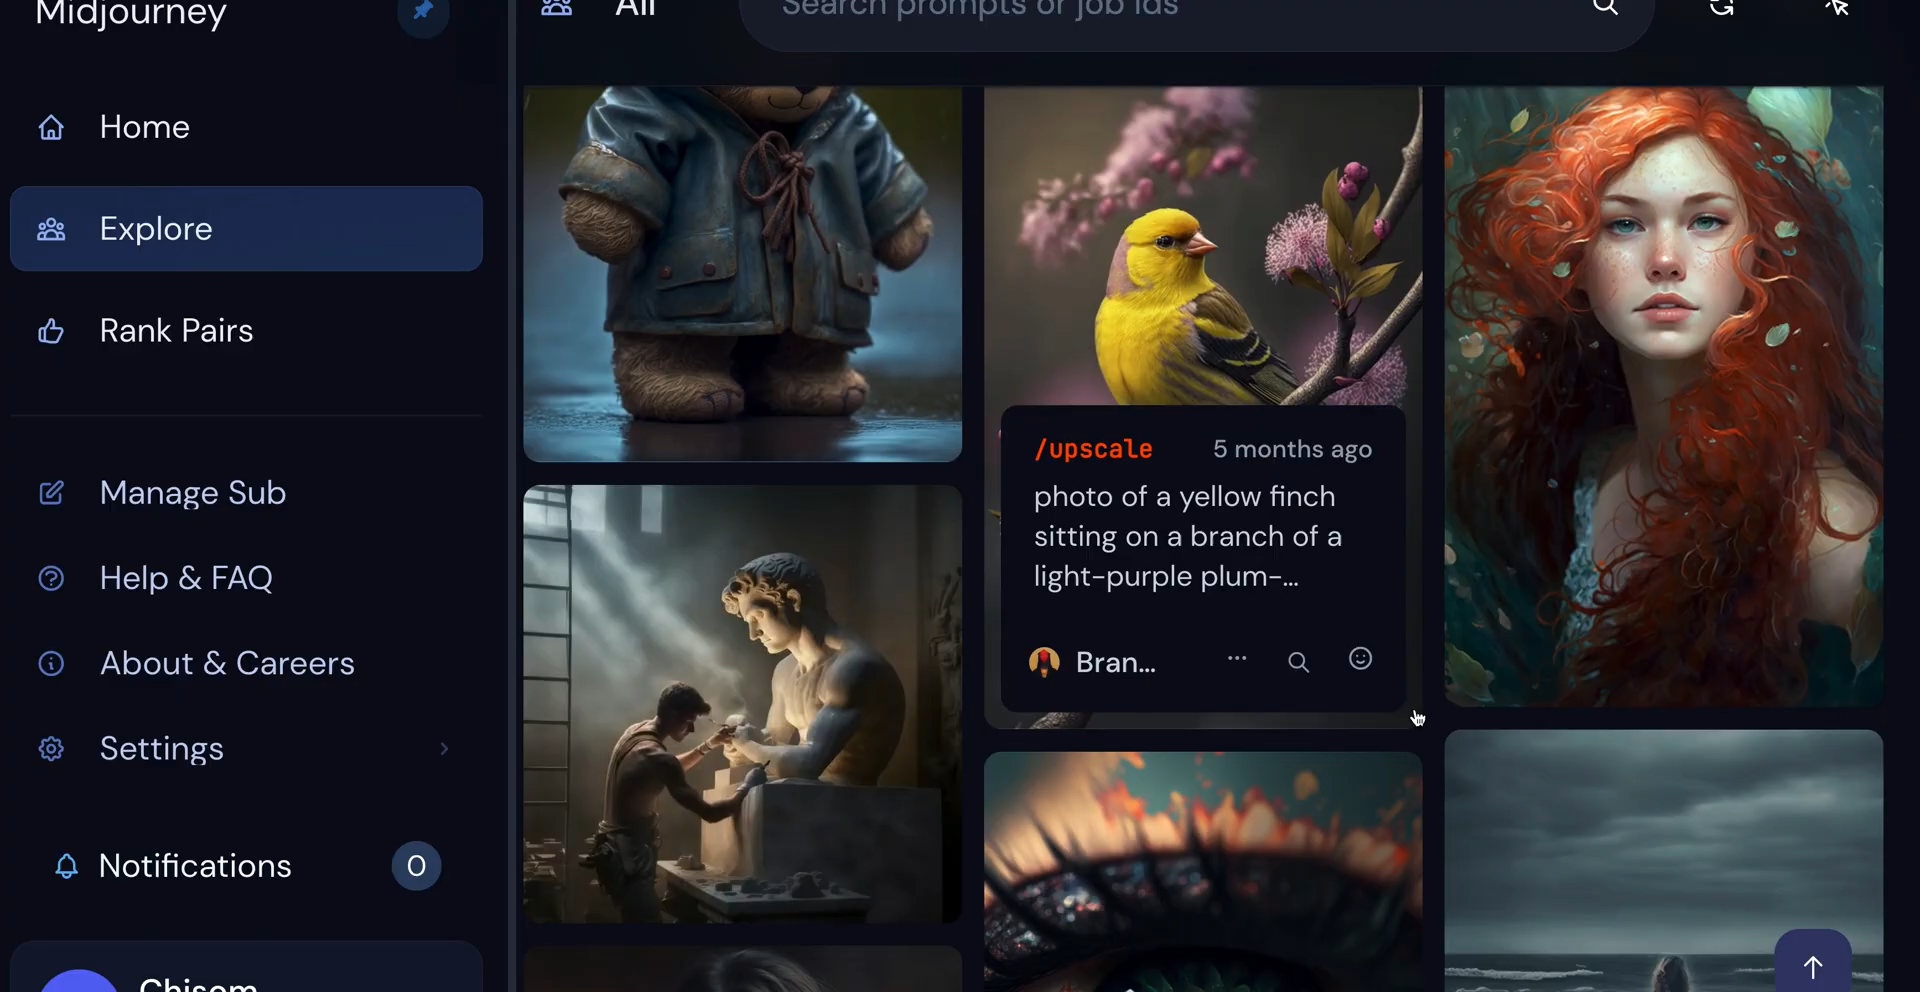 Midjourney
All
Search prompts or job ids
Home
Explore
Rank Pairs
Manage Sub
Help & FAQ
About & Careers
Settings
Notifications
0
Chisom
/upscale
5 months ago
photo of a yellow finch
sitting on a branch of a
light-purple plum-...
Bran...